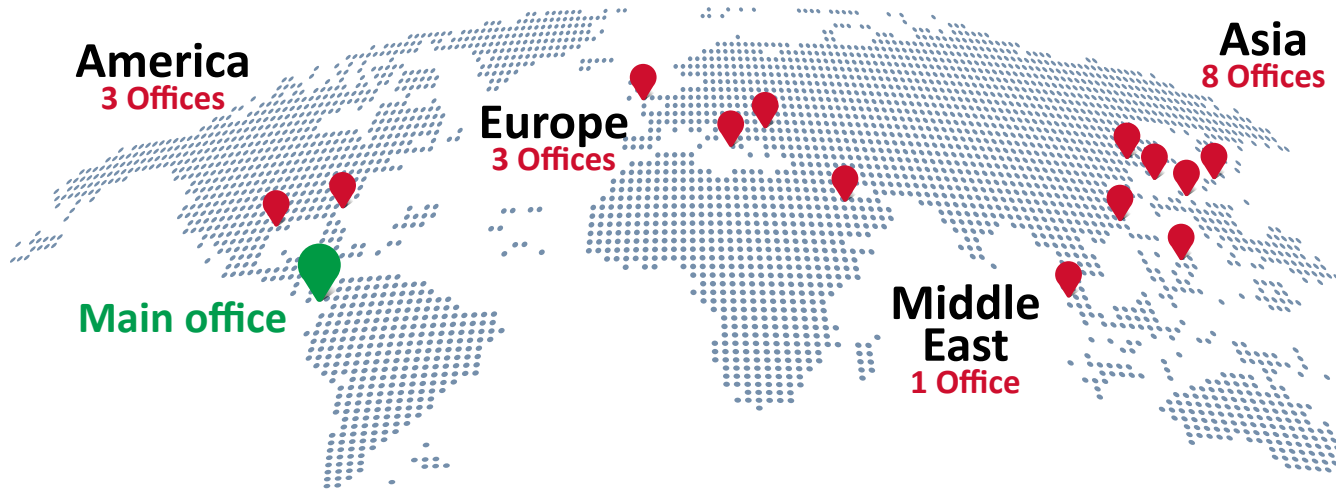 America
3 Offices
Main office
Europe
3 Offices
Middle
East
1 Office
Asia
8 Offices